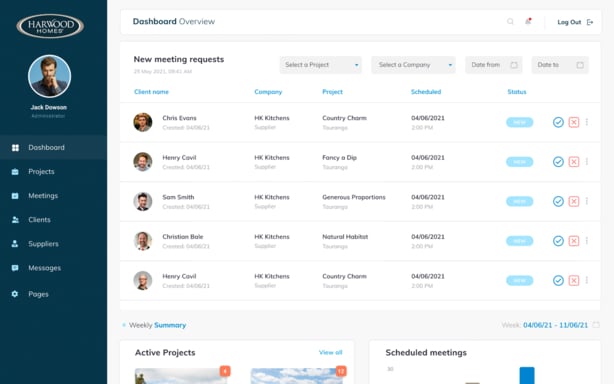 HARWOOD
HOMES
Jack Dowson
Administrator
Dashboard
Projects
Meetings
Clients
Suppliers
Messages
Pages
Dashboard Overview
Log Out
New meeting requests
29 May 2021, 08:41 AM
Select a Project
Select a Company
Date from
Date to
Client name Company Project Scheduled Status
Chris Evans HK Kitchens Country Charm 04/06/21 NEW
Created: 04/06/21 Supplier Tauranga 2:00 PM
Henry Cavil HK Kitchens Fancy a Dip 04/06/2021 NEW
Created: 04/06/21 Supplier Tauranga 2:00 PM
Sam Smith HK Kitchens Generous Proportions 04/06/2021 NEW
Created: 04/06/21 Supplier Tauranga 2:00 PM
Christian Bale HK Kitchens Natural Habitat 04/06/2021 NEW
Created: 04/06/21 Supplier Tauranga 2:00 PM
Henry Cavil HK Kitchens Country Charm 04/06/2021 NEW
Created: 04/06/21 Supplier Tauranga 2:00 PM
Weekly Summary
Week: 04/06/21 - 11/06/21
Active Projects
View all
4
12
Scheduled meetings
8